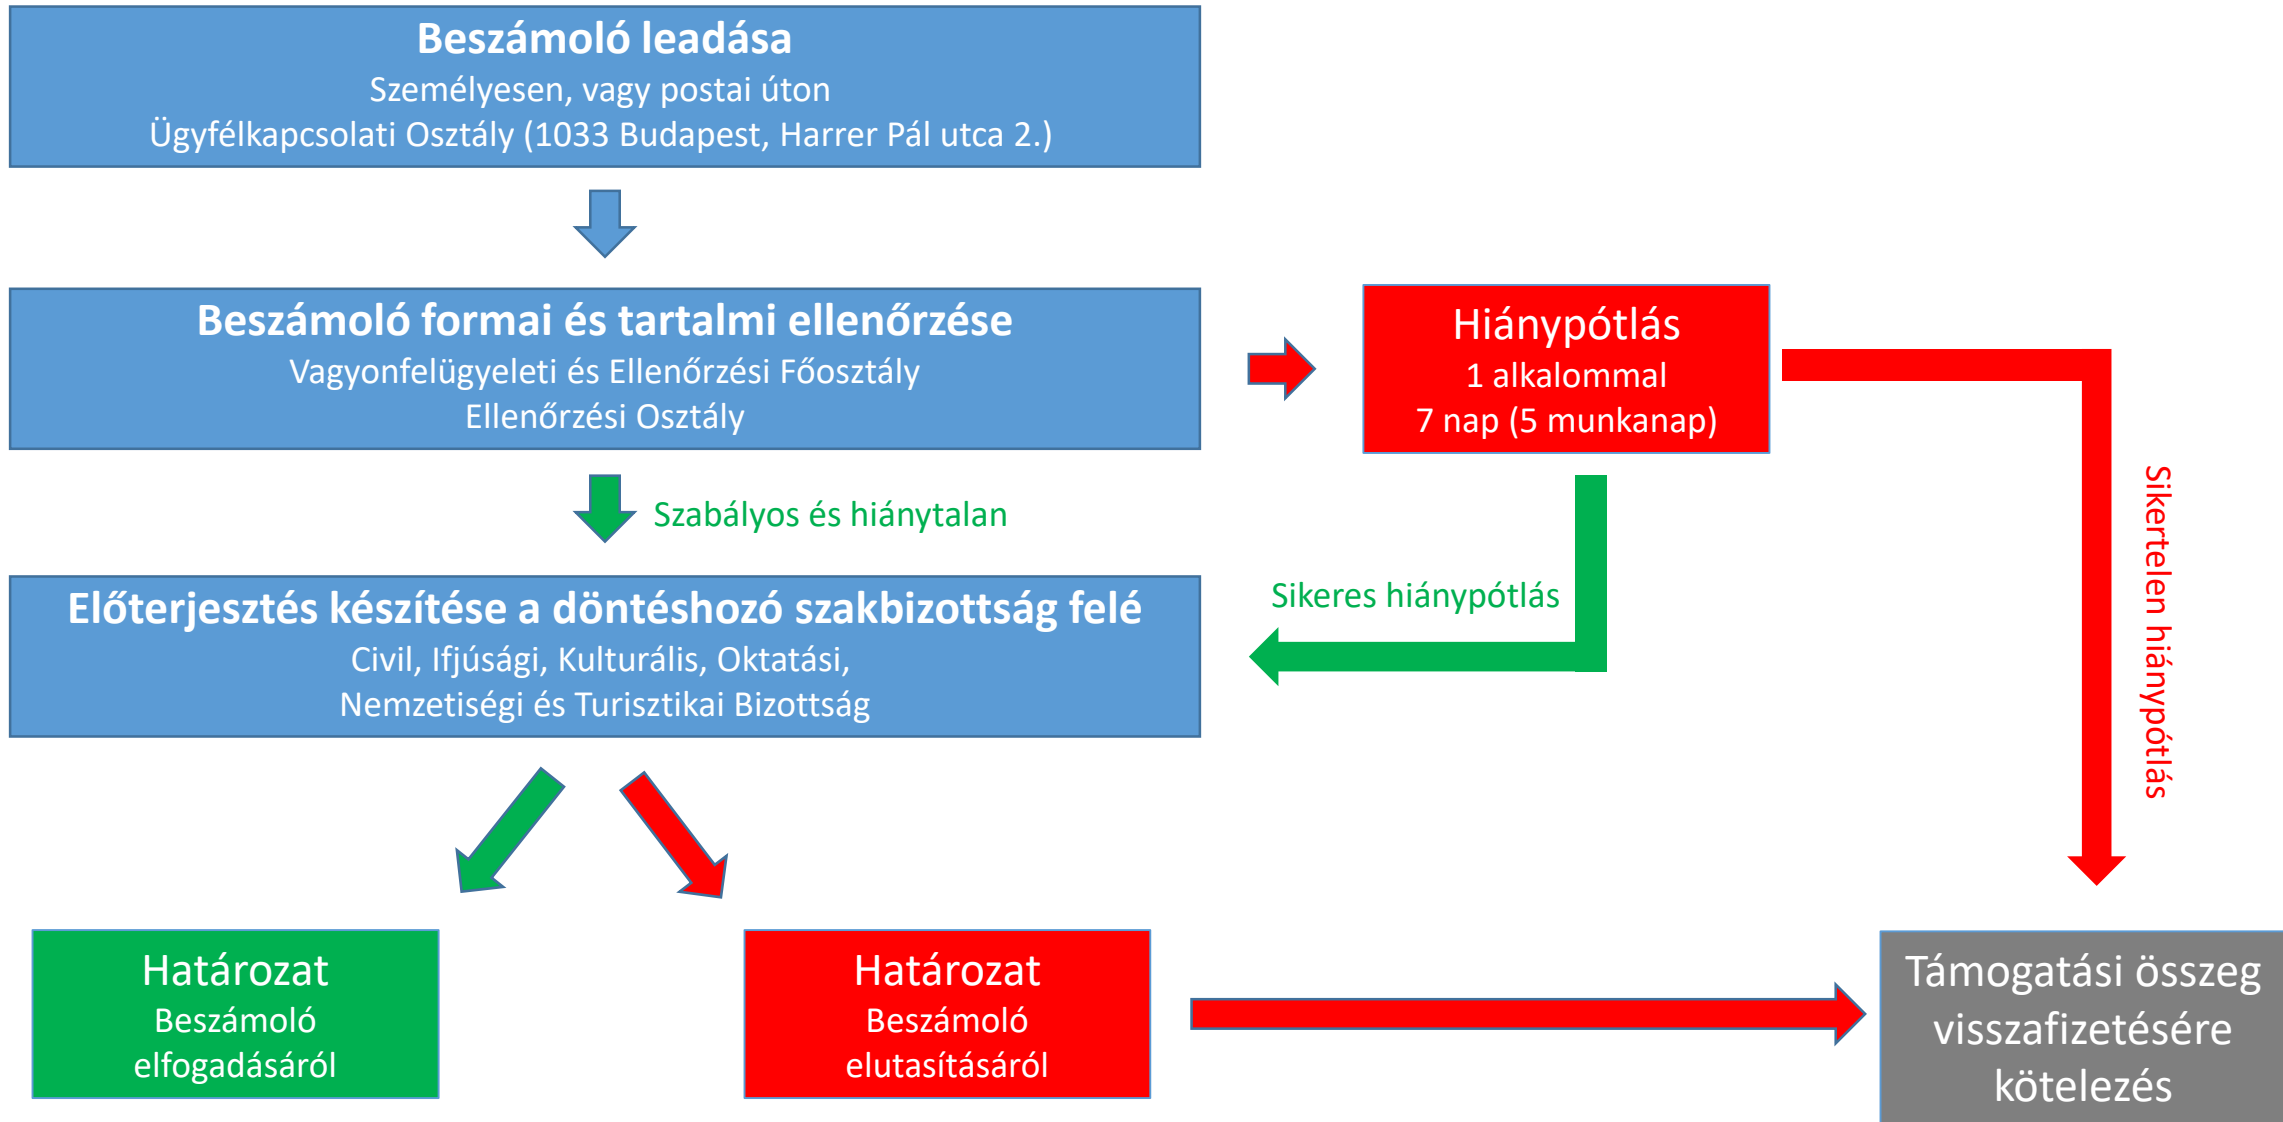 Beszámoló leadása
Személyesen, vagy postai úton
Ügyfélkapcsolati Osztály (1033 Budapest, Harrer Pál utca 2.)
Beszámoló formai és tartalmi ellenőrzése
Vagyonfelügyeleti és Ellenőrzési Főosztály
Ellenőrzési Osztály
Hiánypótlás
1 alkalommal
7 nap (5 munkanap)
Szabályos és hiánytalan
Sikeres hiánypótlás
Sikertelen hiánypótlás
Előterjesztés készítése a döntéshozó szakbizottság felé
Civil, Ifjúsági, Kulturális, Oktatási,
Nemzetiségi és Turisztikai Bizottság
Határozat
Beszámoló
elfogadásáról
Határozat
Beszámoló
elutasításáról
Támogatási összeg
visszafizetésére
kötelezés